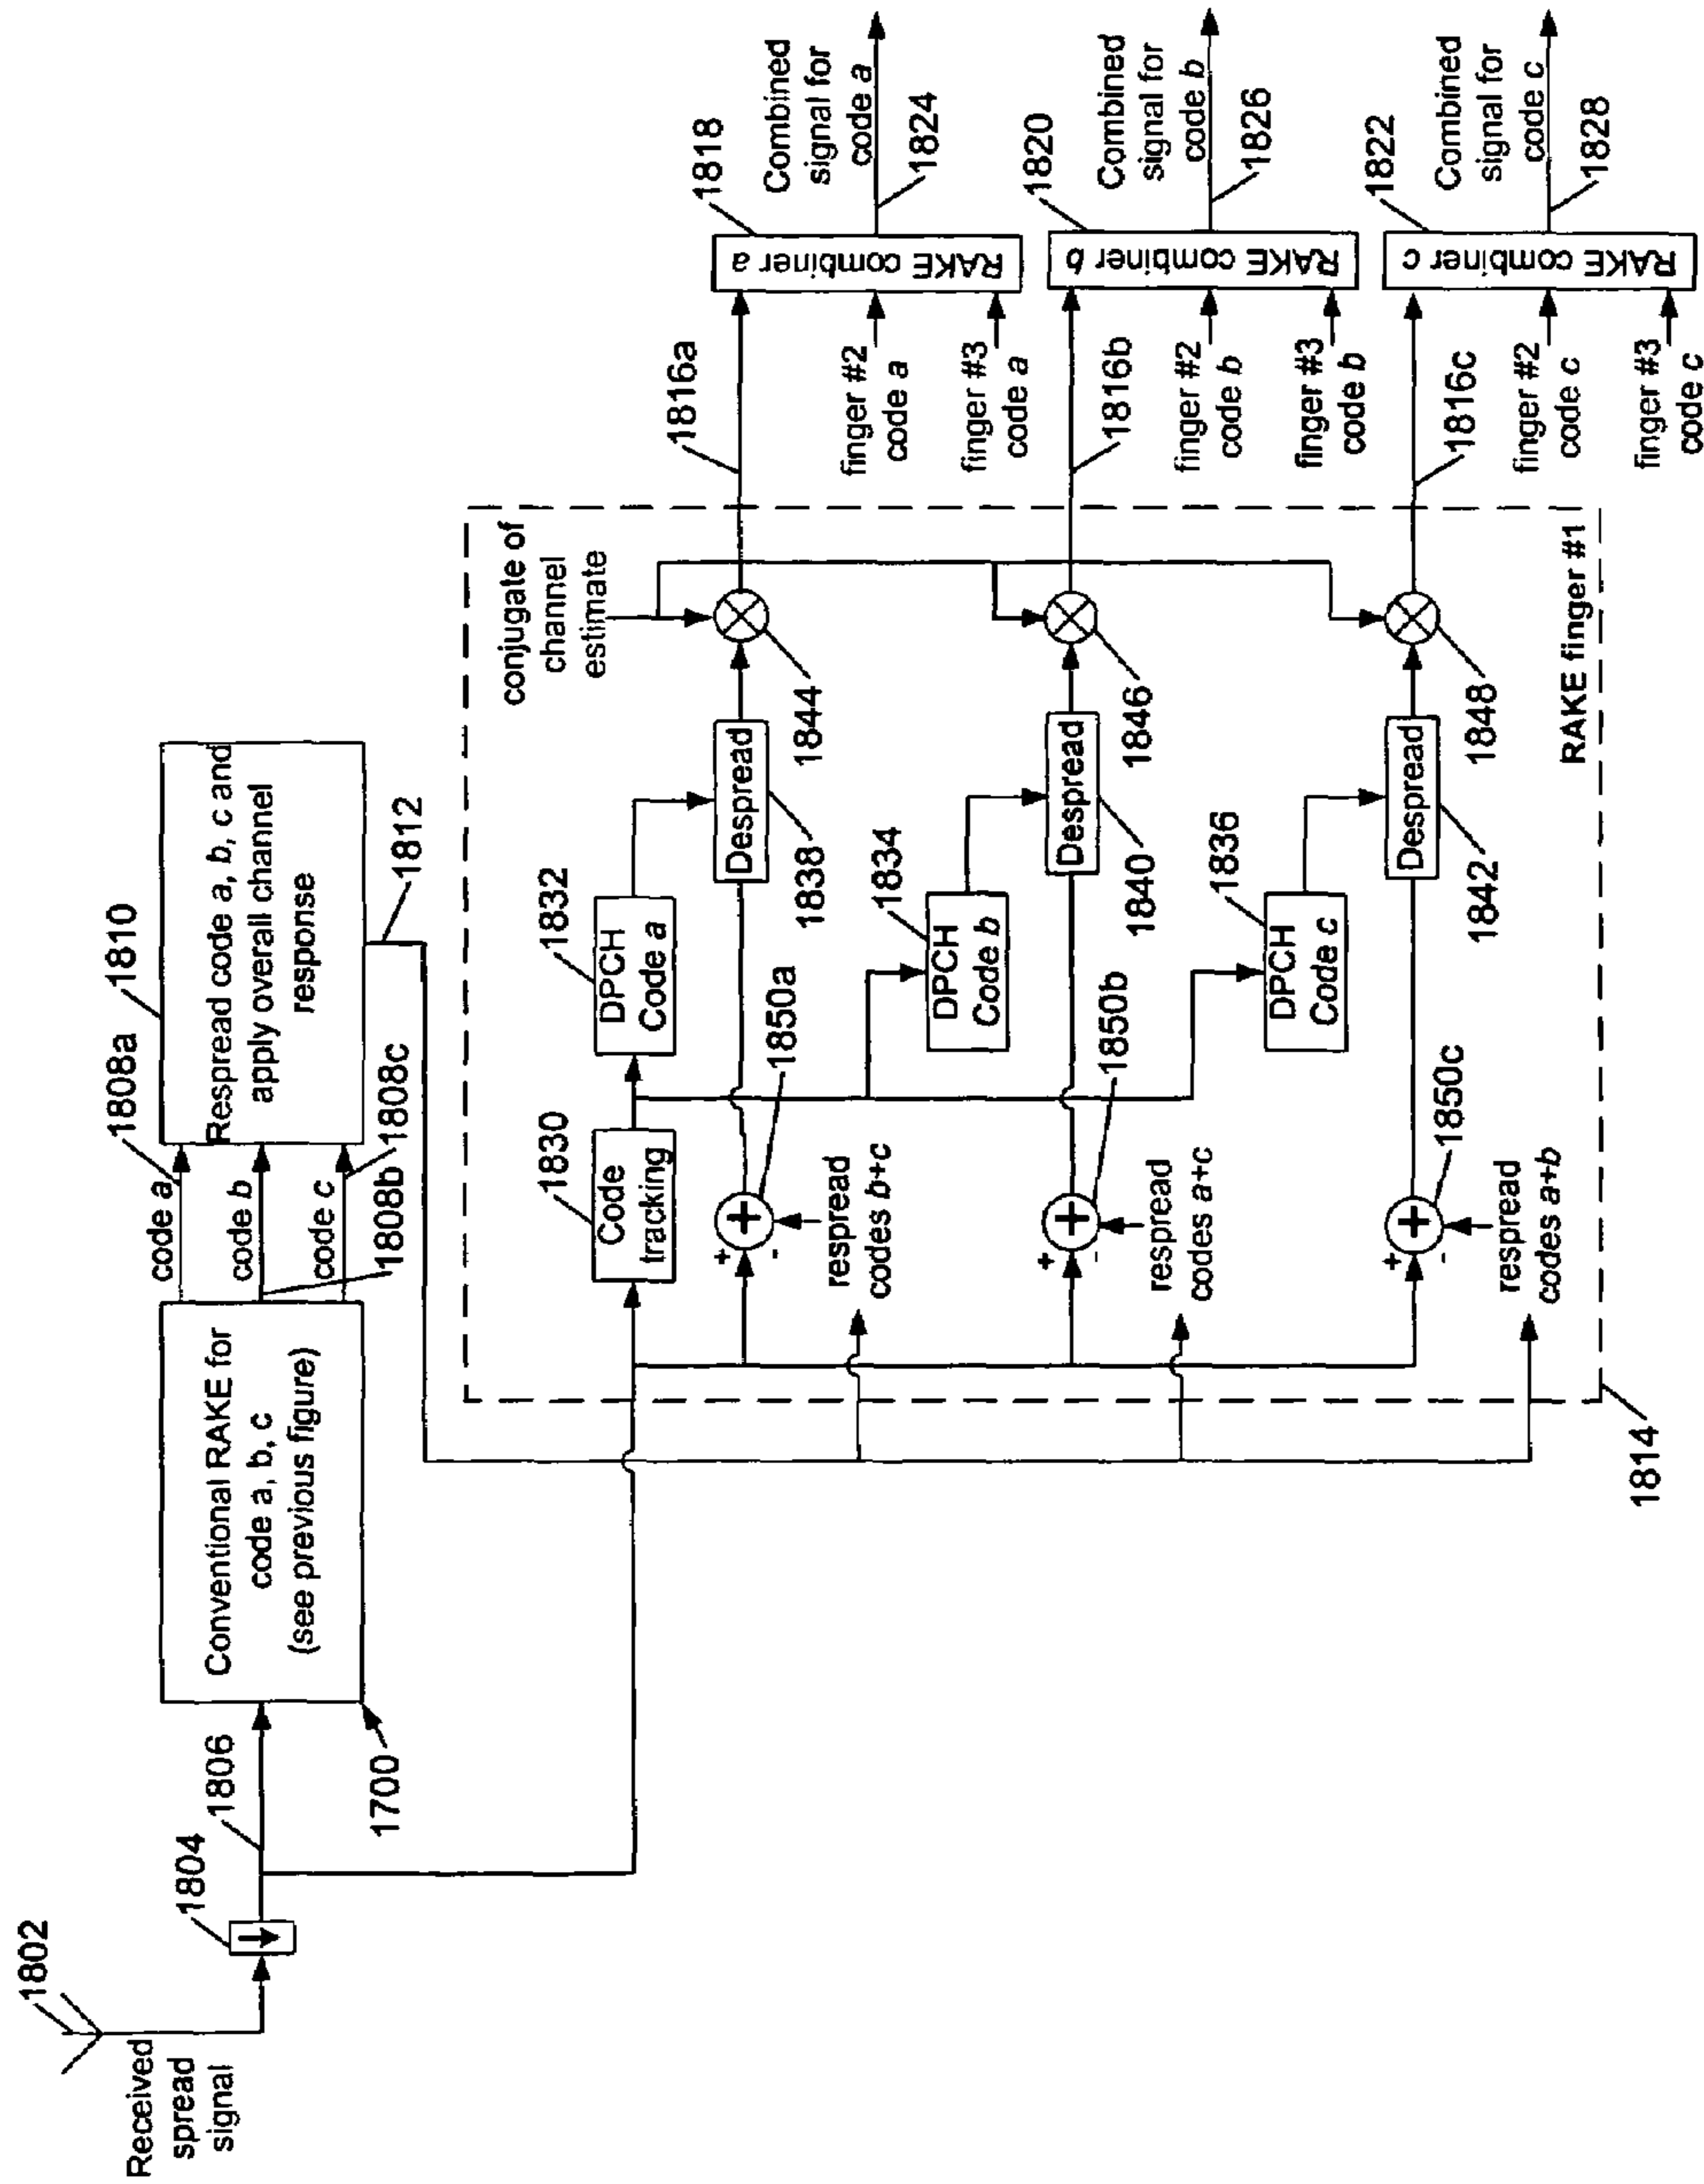 1802
Received
spread
signal
1804
1806
1700
Conventional RAKE for
code a, b, c
(see previous figure)
code a
code b
code c
1808a
1808b
1808c
1810
Respread code a, b, c and
apply overall channel
response
1812
1814
1830
Code
tracking
1832
DPCH
Code a
1834
DPCH
Code b
1836
DPCH
Code c
+
+
-
1850a
respread
codes b+c
+
+
-
1850b
respread
codes a+c
+
+
-
1850c
respread
codes a+b
Despread
1838
Despread
1840
Despread
1842
conjugate of
channel
estimate
1844
1846
1848
RAKE finger #1
1816a
finger #2
code a
finger #3
code a
1816b
finger #2
code b
finger #3
code b
1816c
finger #2
code c
finger #3
code c
RAKE combiner a
1818
Combined
signal for
code a
1824
RAKE combiner b
1820
Combined
signal for
code b
1826
RAKE combiner c
1822
Combined
signal for
code c
1828